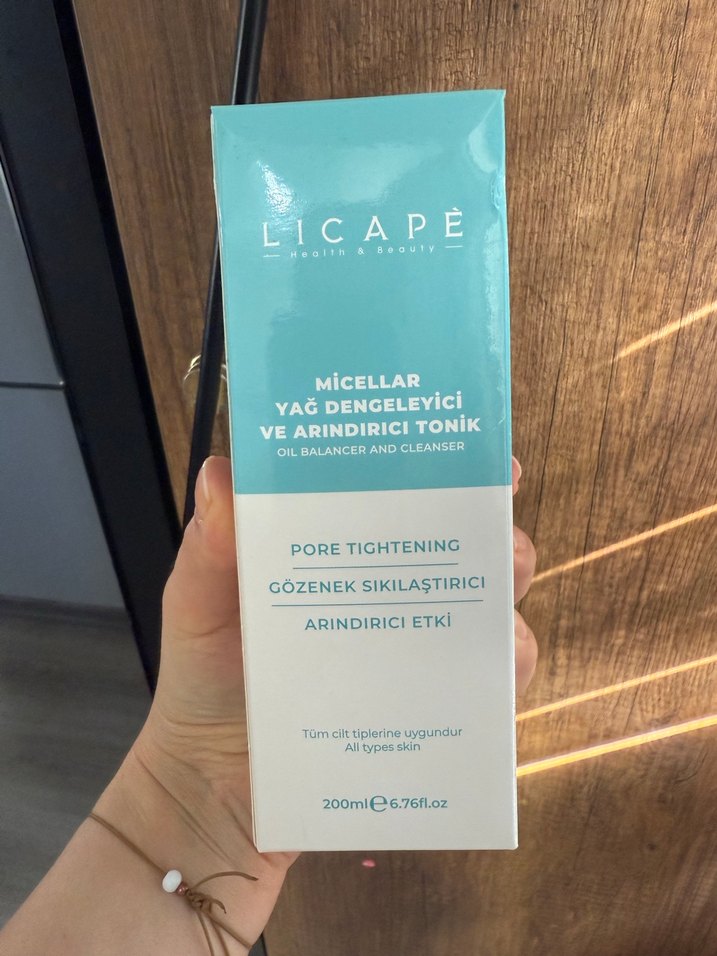 LICAPÈ
Health & Beauty
MİCELLAR
YAĞ DENGELEYİCİ
VE ARINDIRICI TONİK
OIL BALANCER AND CLEANSER
PORE TIGHTENING
GÖZENEK SIKILAŞTIRICI
ARINDIRICI ETKİ
Tüm cilt tiplerine uygundur
All types skin
200ml℮6.76fl.oz